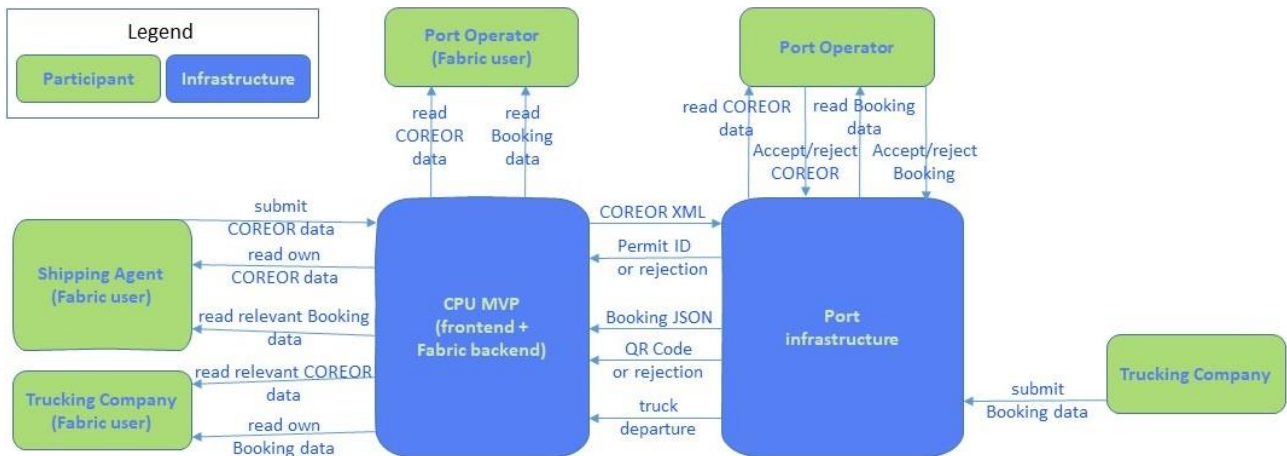 Legend
Participant
Infrastructure
Port Operator
(Fabric user)
Port Operator
read
COREOR
data
read
Booking
data
read COREOR
data
Accept/reject
COREOR
read Booking
data
Accept/reject
Booking
Shipping Agent
(Fabric user)
submit
COREOR data
read own
COREOR data
read relevant Booking
data
Trucking Company
(Fabric user)
read relevant COREOR
data
read own
Booking data
CPU MVP
(frontend +
Fabric backend)
COREOR XML
Permit ID
or rejection
Booking JSON
QR Code
or rejection
truck
departure
Port
infrastructure
submit
Booking data
Trucking Company